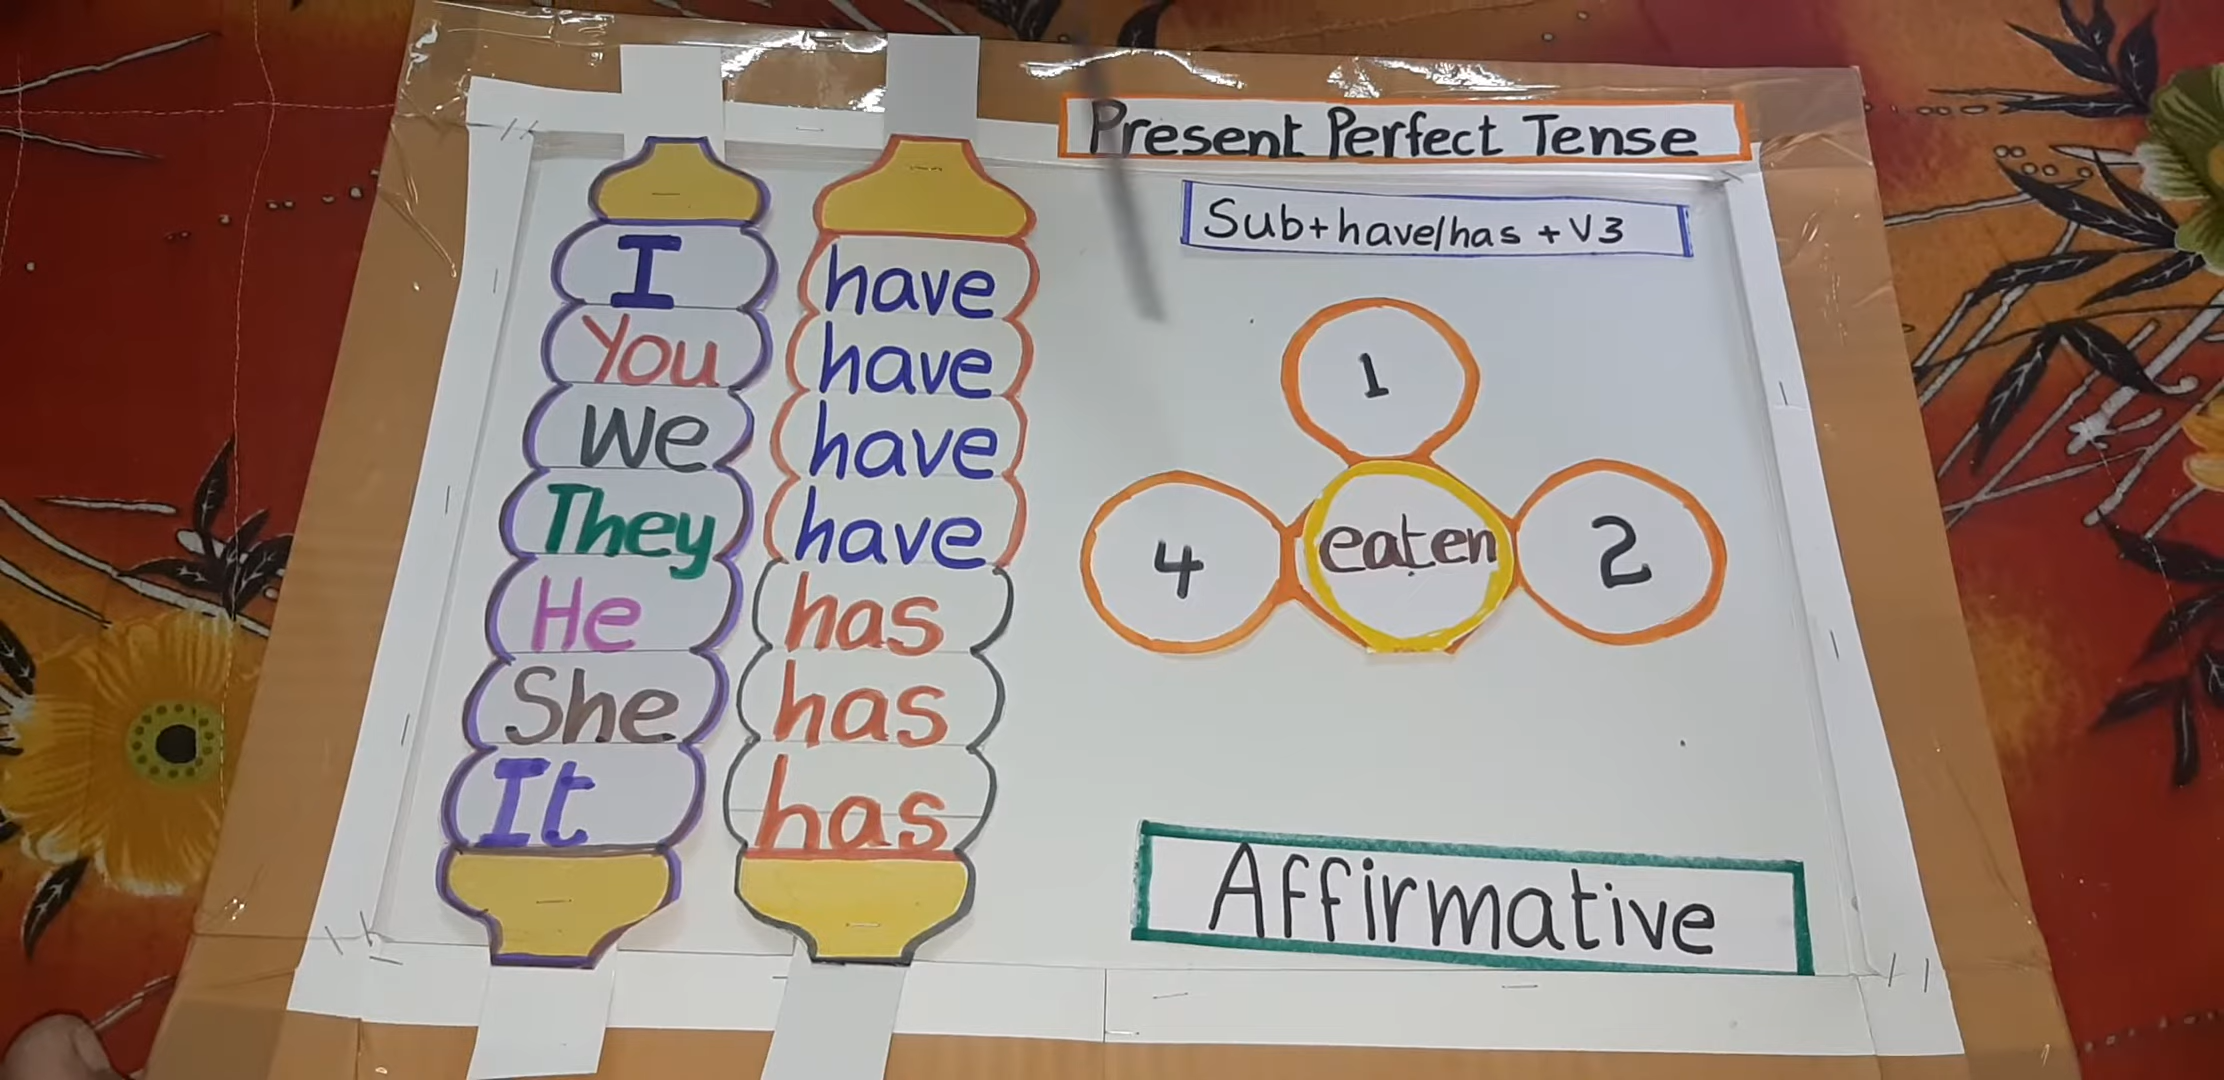 Present Perfect Tense
Sub+have/has +V3
I have
You have
We have
They have
He has
She has
It has
1
4 eaten 2
Affirmative